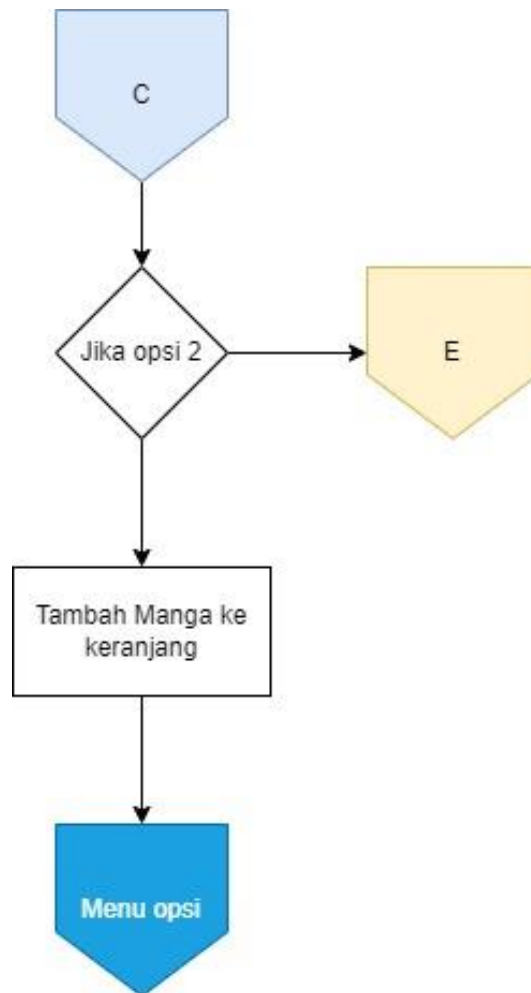 C
Jika opsi 2
E
Tambah Manga ke
keranjang
Menu opsi